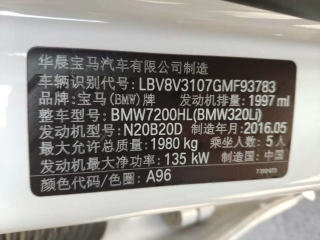 华晨宝马汽车有限公司制造
车辆识别代号: LBV8V3107GMF93783
品牌: 宝马(BMW)牌 发动机排量: 1997 ml
整车型号: BMW7200HL(BMW320Li)
发动机型号: N20B20D 制造年月: 2016.05
最大允许总质量: 1980 kg 乘坐人数: 5人
发动机最大净功率: 135 kW 制造国: 中国
颜色代码/色图: A96